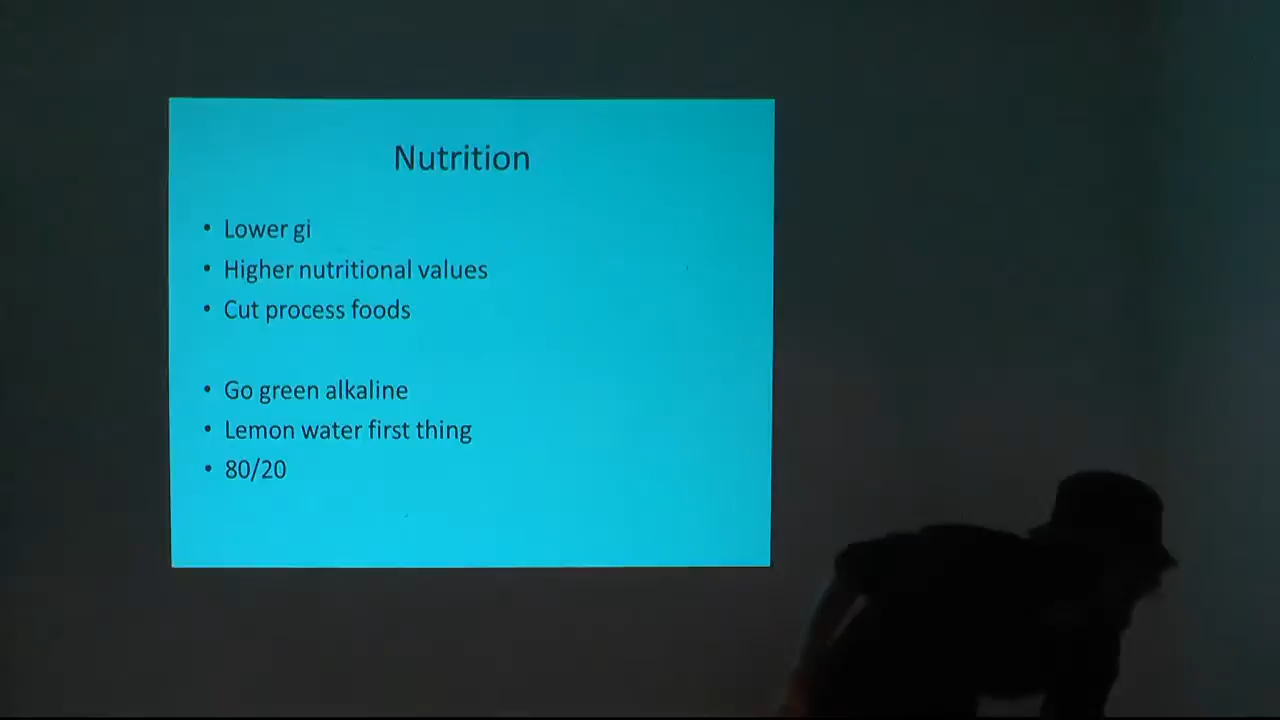 Nutrition
• Lower gi
• Higher nutritional values
• Cut process foods
• Go green alkaline
• Lemon water first thing
• 80/20